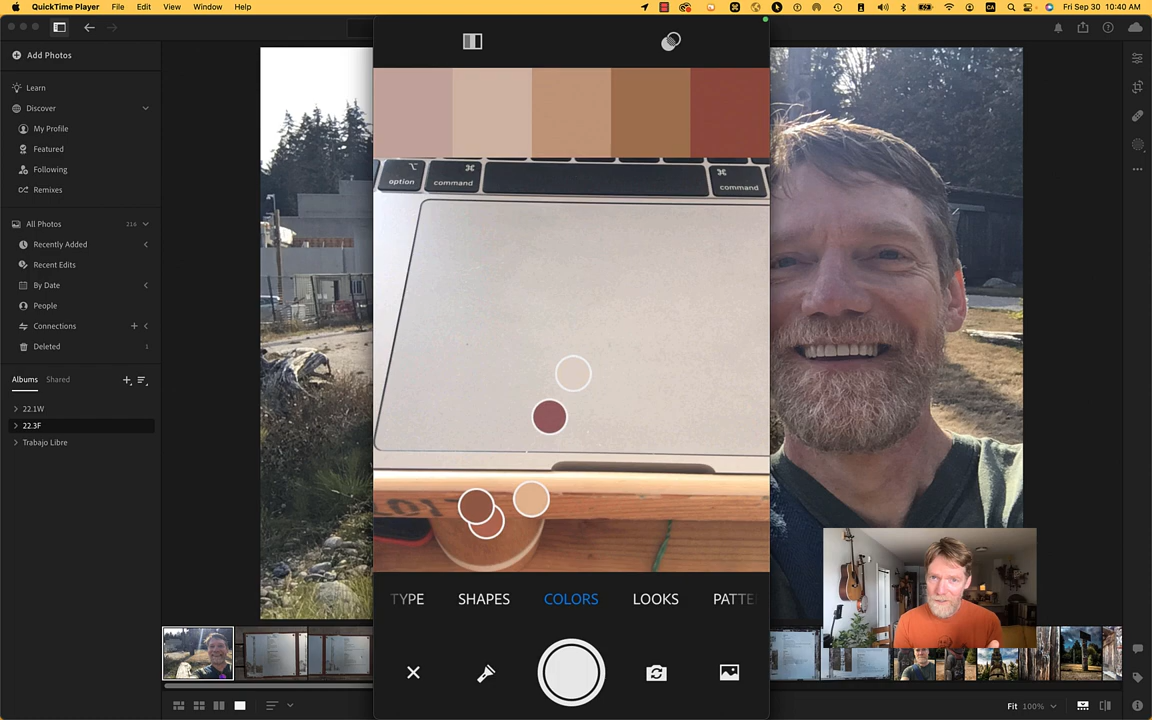 QuickTime Player File Edit View Window Help
CA
Fri Sep 30 10:40 AM
Add Photos
Learn
Discover
My Profile
Featured
Following
Remixes
All Photos 216
Recently Added
Recent Edits
By Date
People
Connections
Deleted 1
Albums Shared
22.1W
22.3F
Trabajo Libre
option command command
TYPE SHAPES COLORS LOOKS PATTE
Fit 100%